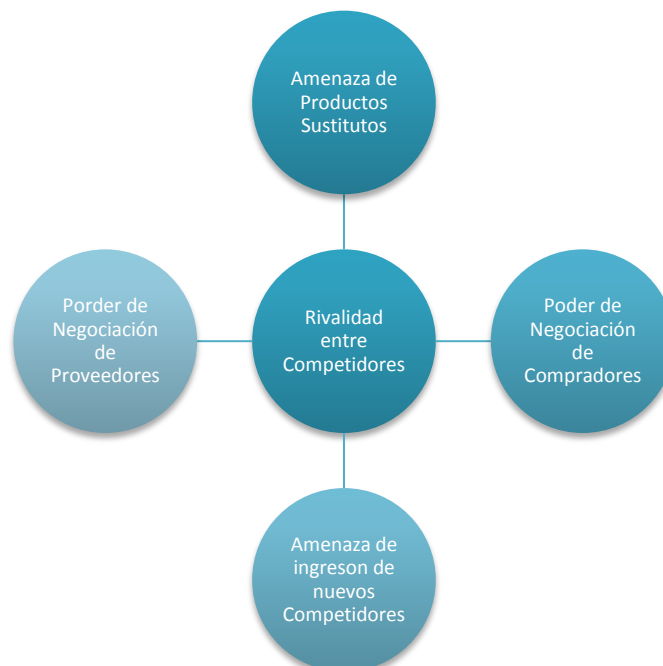 Amenaza de
Productos
Sustitutos
Porder de
Negociación
de
Proveedores
Rivalidad
entre
Competidores
Poder de
Negociación
de
Compradores
Amenaza de
ingreson de
nuevos
Competidores